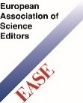 European
Association of
Science
Editors
EASE